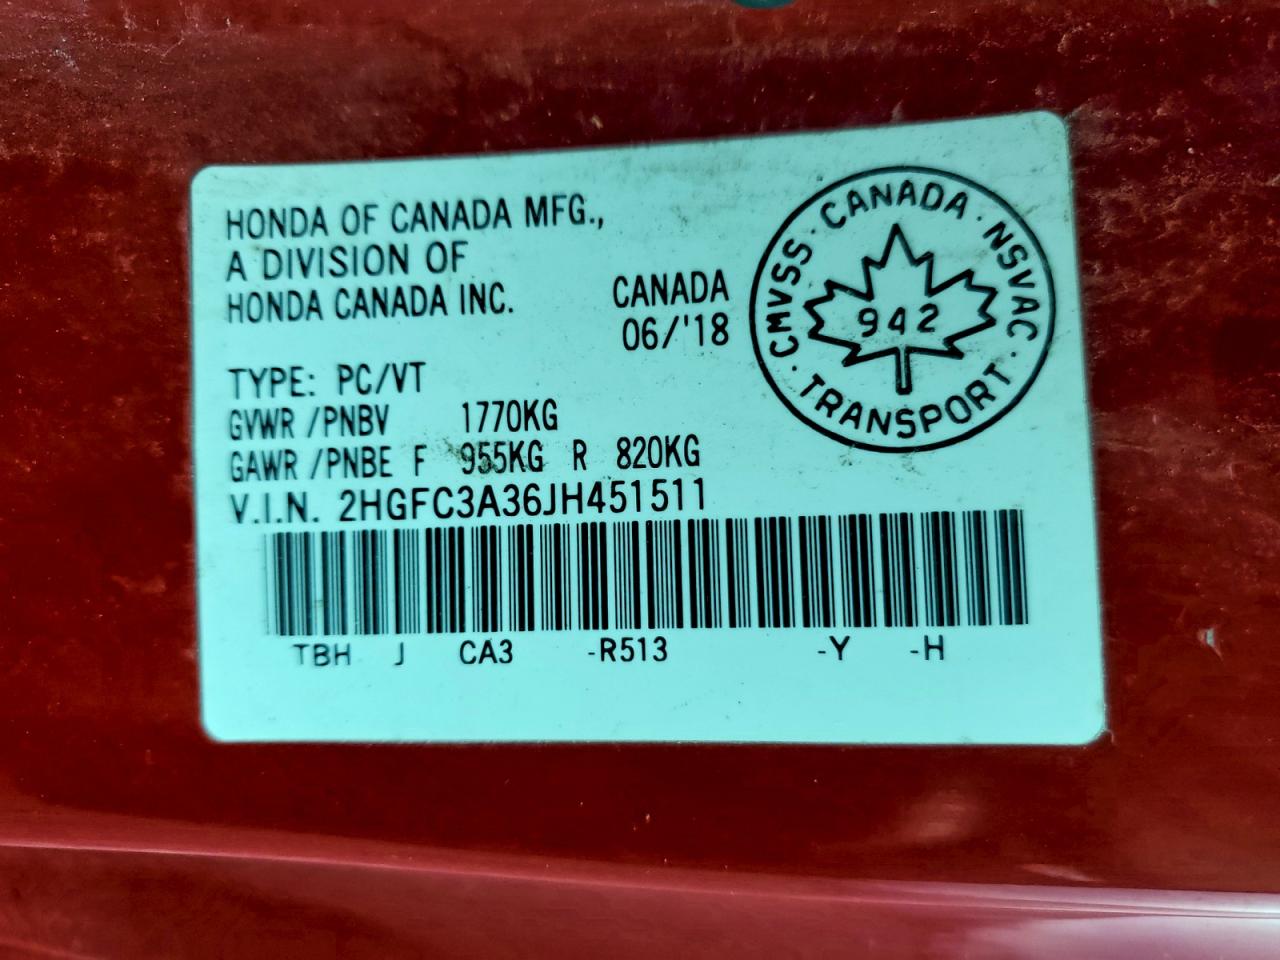 HONDA OF CANADA MFG.,
A DIVISION OF
HONDA CANADA INC.
CANADA
06/'18
TYPE: PC/VT
GVWR /PNBV 1770KG
GAWR /PNBE F 955KG R 820KG
V.I.N. 2HGFC3A36JH451511
TBH J CA3 -R513 -Y -H
CMVSS · CANADA · NSVAC · TRANSPORT ·
942